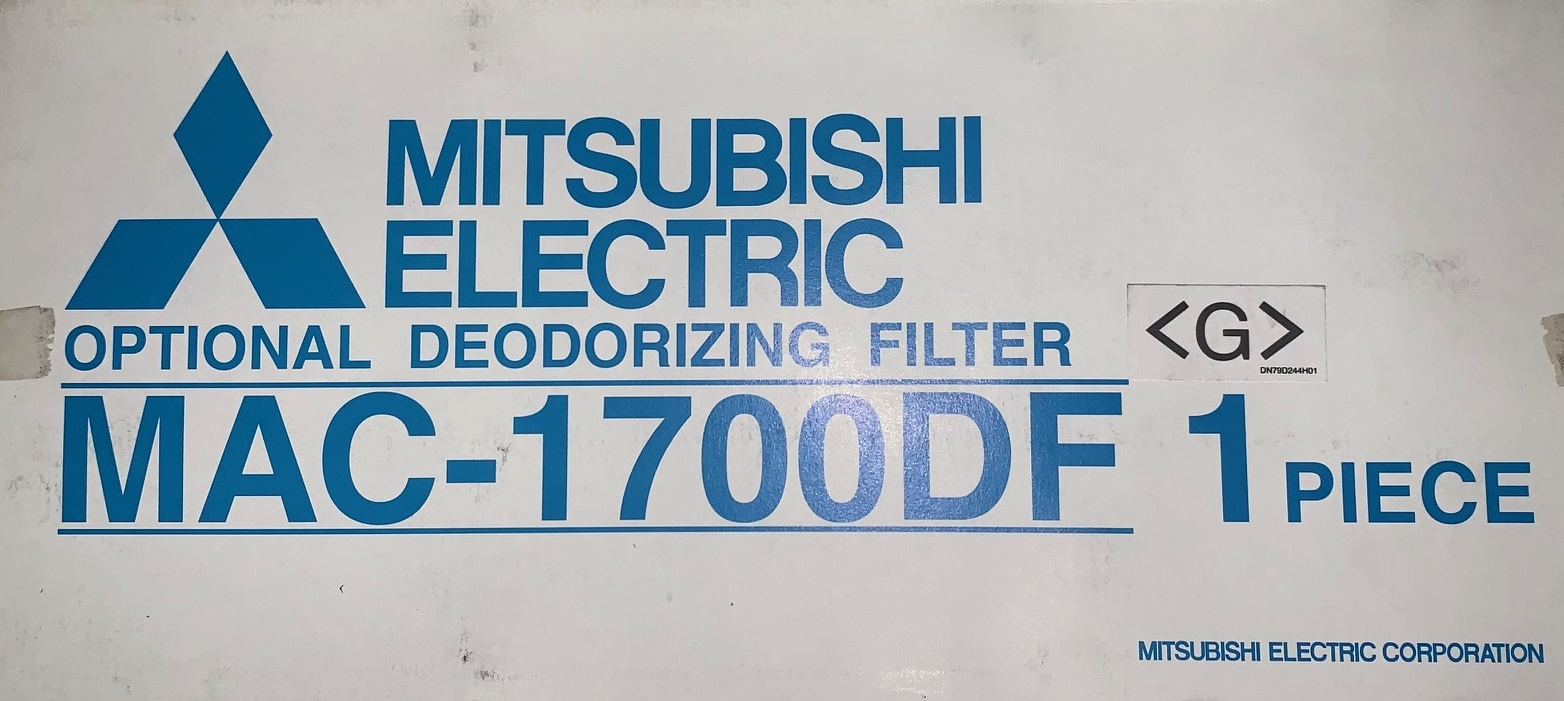 MITSUBISHI
ELECTRIC
OPTIONAL DEODORIZING FILTER
<G>
DN79D244H01
MAC-1700DF 1 PIECE
MITSUBISHI ELECTRIC CORPORATION